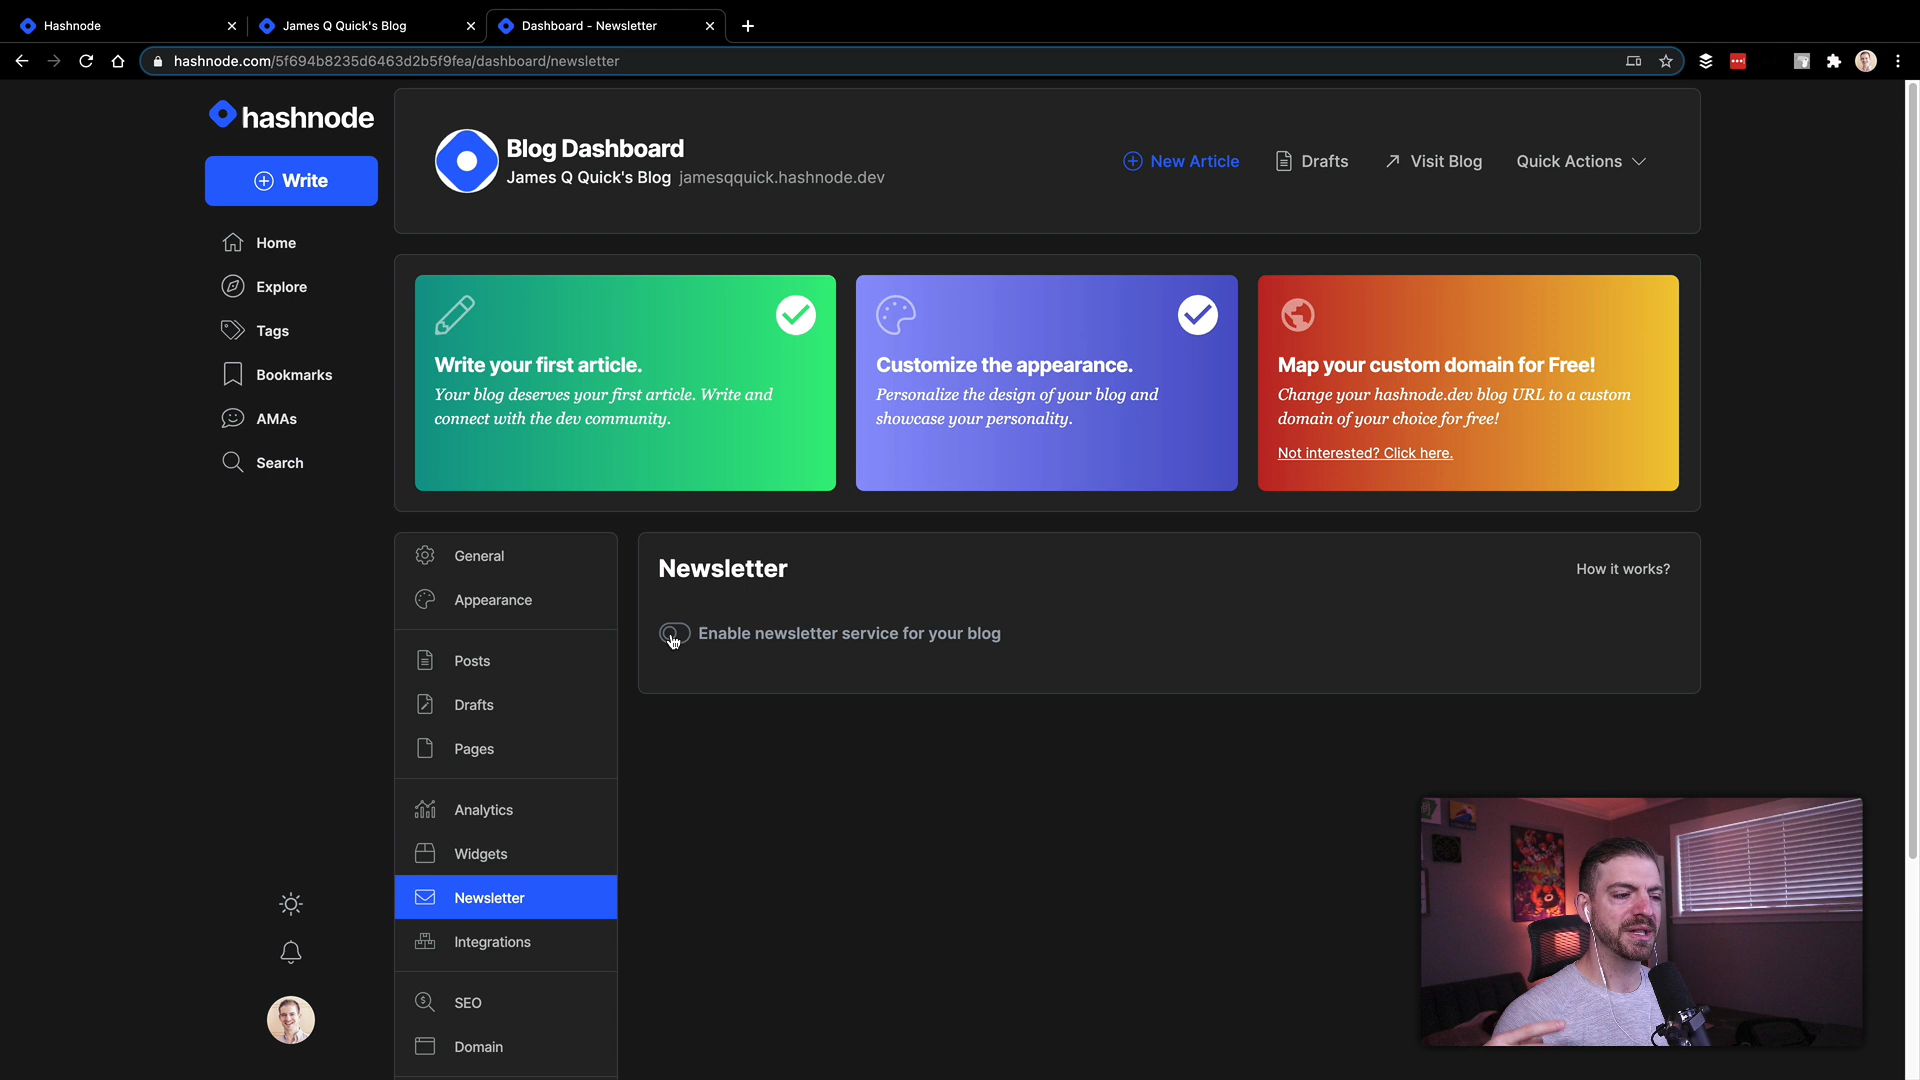 Hashnode
James Q Quick's Blog
Dashboard - Newsletter
hashnode.com/5f694b8235d6463d2b5f9fea/dashboard/newsletter
hashnode
Write
Home
Explore
Tags
Bookmarks
AMAs
Search
Blog Dashboard
James Q Quick's Blog jamesqquick.hashnode.dev
New Article
Drafts
Visit Blog
Quick Actions
Write your first article.
Your blog deserves your first article. Write and
connect with the dev community.
Customize the appearance.
Personalize the design of your blog and
showcase your personality.
Map your custom domain for Free!
Change your hashnode.dev blog URL to a custom
domain of your choice for free!
Not interested? Click here.
General
Appearance
Posts
Drafts
Pages
Analytics
Widgets
Newsletter
Integrations
SEO
Domain
Newsletter
How it works?
Enable newsletter service for your blog